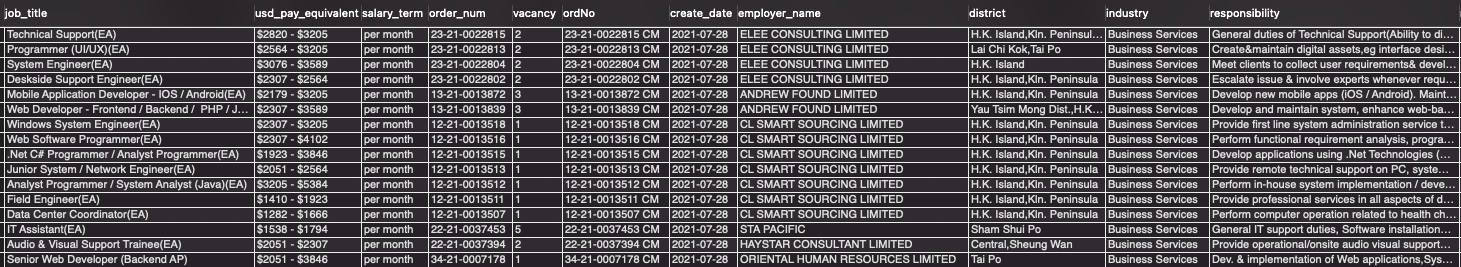 job_title usd_pay_equivalent salary_term order_num vacancy ordNo create_date employer_name district industry responsibility
Technical Support(EA) $2820 - $3205 per month 23-21-0022815 2 23-21-0022815 CM 2021-07-28 ELEE CONSULTING LIMITED H.K. Island,Kln. Peninsul... Business Services General duties of Technical Support(Ability to di...
Programmer (UI/UX)(EA) $2564 - $3205 per month 23-21-0022813 2 23-21-0022813 CM 2021-07-28 ELEE CONSULTING LIMITED Lai Chi Kok,Tai Po Business Services Create&maintain digital assets,eg interface desi...
System Engineer(EA) $3076 - $3589 per month 23-21-0022804 2 23-21-0022804 CM 2021-07-28 ELEE CONSULTING LIMITED H.K. Island Business Services Meet clients to collect user requirements& devel...
Deskside Support Engineer(EA) $2307 - $2564 per month 23-21-0022802 2 23-21-0022802 CM 2021-07-28 ELEE CONSULTING LIMITED H.K. Island,Kln. Peninsula Business Services Escalate issue & involve experts whenever requ...
Mobile Application Developer - IOS / Android(EA) $2179 - $3205 per month 13-21-0013872 3 13-21-0013872 CM 2021-07-28 ANDREW FOUND LIMITED H.K. Island,Kln. Peninsula Business Services Develop new mobile apps (iOS / Android). Maint...
Web Developer - Frontend / Backend / PHP / J... $2307 - $3589 per month 13-21-0013839 3 13-21-0013839 CM 2021-07-28 ANDREW FOUND LIMITED Yau Tsim Mong Dist.,H.K... Business Services Develop and maintain system, enhance web-ba...
Windows System Engineer(EA) $2307 - $3205 per month 12-21-0013518 1 12-21-0013518 CM 2021-07-28 CL SMART SOURCING LIMITED H.K. Island,Kln. Peninsula Business Services Provide first line system administration service t...
Web Software Programmer(EA) $2307 - $4102 per month 12-21-0013516 1 12-21-0013516 CM 2021-07-28 CL SMART SOURCING LIMITED H.K. Island,Kln. Peninsula Business Services Perform functional requirement analysis, progra...
.Net C# Programmer / Analyst Programmer(EA) $1923 - $3846 per month 12-21-0013515 1 12-21-0013515 CM 2021-07-28 CL SMART SOURCING LIMITED H.K. Island,Kln. Peninsula Business Services Develop applications using .Net Technologies (...
Junior System / Network Engineer(EA) $2051 - $2564 per month 12-21-0013513 1 12-21-0013513 CM 2021-07-28 CL SMART SOURCING LIMITED H.K. Island,Kln. Peninsula Business Services Provide remote technical support on PC, syste...
Analyst Programmer / System Analyst (Java)(EA) $3205 - $5384 per month 12-21-0013512 1 12-21-0013512 CM 2021-07-28 CL SMART SOURCING LIMITED H.K. Island,Kln. Peninsula Business Services Perform in-house system implementation / deve...
Field Engineer(EA) $1410 - $1923 per month 12-21-0013511 1 12-21-0013511 CM 2021-07-28 CL SMART SOURCING LIMITED H.K. Island,Kln. Peninsula Business Services Provide professional services in all aspects of d...
Data Center Coordinator(EA) $1282 - $1666 per month 12-21-0013507 1 12-21-0013507 CM 2021-07-28 CL SMART SOURCING LIMITED H.K. Island,Kln. Peninsula Business Services Perform computer operation related to health ch...
IT Assistant(EA) $1538 - $1794 per month 22-21-0037453 5 22-21-0037453 CM 2021-07-28 STA PACIFIC Sham Shui Po Business Services General IT support duties, Software installation...
Audio & Visual Support Trainee(EA) $2051 - $2307 per month 22-21-0037394 2 22-21-0037394 CM 2021-07-28 HAYSTAR CONSULTANT LIMITED Central,Sheung Wan Business Services Provide operational/onsite audio visual support...
Senior Web Developer (Backend AP) $2051 - $3846 per month 34-21-0007178 1 34-21-0007178 CM 2021-07-28 ORIENTAL HUMAN RESOURCES LIMITED Tai Po Business Services Dev. & implementation of Web applications,Sys...